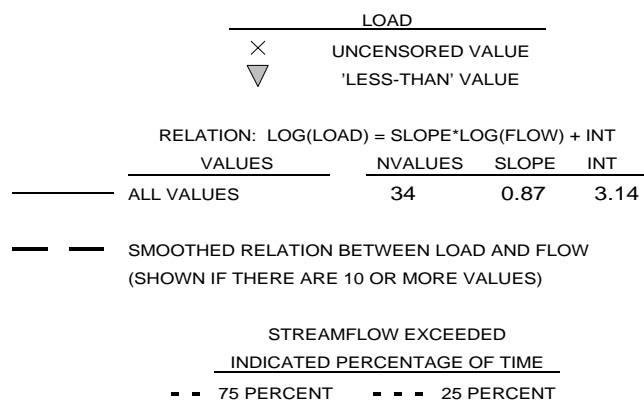 LOAD
UNCENSORED VALUE
'LESS-THAN' VALUE
RELATION: LOG(LOAD) = SLOPE*LOG(FLOW) + INT
VALUES NVALUES SLOPE INT
ALL VALUES 34 0.87 3.14
SMOOTHED RELATION BETWEEN LOAD AND FLOW
(SHOWN IF THERE ARE 10 OR MORE VALUES)
STREAMFLOW EXCEEDED
INDICATED PERCENTAGE OF TIME
75 PERCENT 25 PERCENT